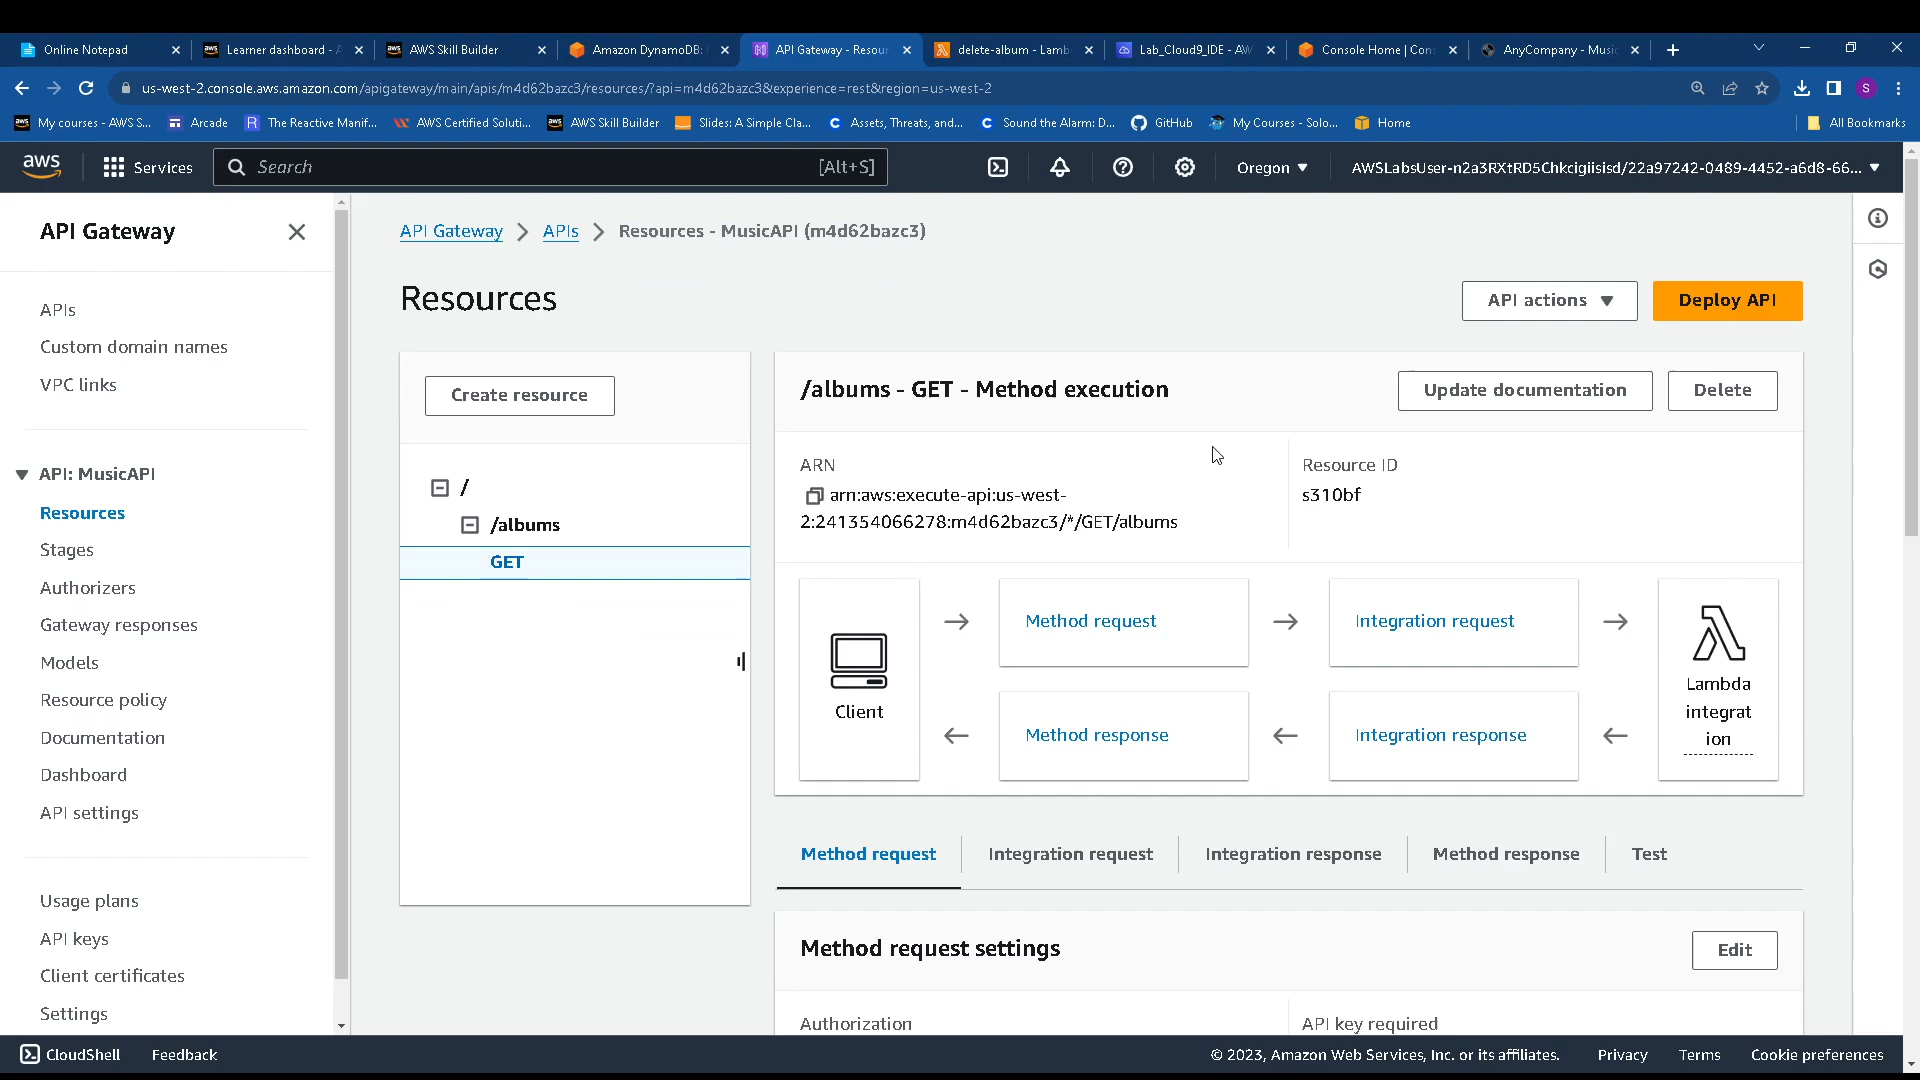 Online Notepad
Learner dashboard - A
AWS Skill Builder
Amazon DynamoDB:
API Gateway - Resour
delete-album - Lamb
Lab_Cloud9_IDE - AW
Console Home | Con
AnyCompany - Music
us-west-2.console.aws.amazon.com/apigateway/main/apis/m4d62bazc3/resources/?api=m4d62bazc3&experience=rest&region=us-west-2
S
My courses - AWS S...
Arcade
The Reactive Manif...
AWS Certified Soluti...
AWS Skill Builder
Slides: A Simple Cla...
Assets, Threats, and...
Sound the Alarm: D...
GitHub
My Courses - Solo...
Home
All Bookmarks
aws
Services
Search
[Alt+S]
Oregon
AWSLabsUser-n2a3RXtRD5Chkcigiisisd/22a97242-0489-4452-a6d8-66...
API Gateway
APIs
Custom domain names
VPC links
API: MusicAPI
Resources
Stages
Authorizers
Gateway responses
Models
Resource policy
Documentation
Dashboard
API settings
Usage plans
API keys
Client certificates
Settings
API Gateway
APIs
Resources - MusicAPI (m4d62bazc3)
Resources
API actions
Deploy API
Create resource
/
/albums
GET
/albums - GET - Method execution
Update documentation
Delete
ARN
arn:aws:execute-api:us-west-
2:241354066278:m4d62bazc3/*/GET/albums
Resource ID
s310bf
Client
Method request
Integration request
Method response
Integration response
Lambda
integrat
ion
Method request
Integration request
Integration response
Method response
Test
Method request settings
Edit
Authorization
API key required
CloudShell
Feedback
© 2023, Amazon Web Services, Inc. or its affiliates.
Privacy
Terms
Cookie preferences